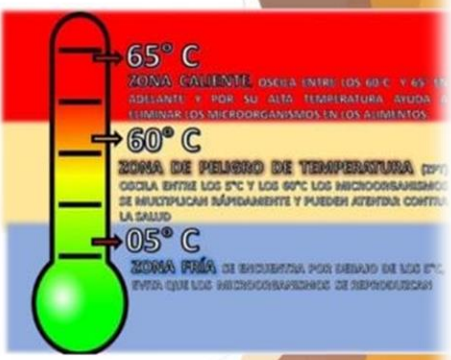 65° C
ZONA CALIENTE OSCILA ENTRE LOS 60°C Y 65° EN
ADELANTE Y POR SU ALTA TEMPERATURA AYUDA A
ELIMINAR LOS MICROORGANISMOS EN LOS ALIMENTOS
60° C
ZONA DE PELIGRO DE TEMPERATURA (ZPT)
OSCILA ENTRE LOS 5°C Y LOS 60°C LOS MICROORGANISMOS
SE MULTIPLICAN RÁPIDAMENTE Y PUEDEN ATENTAR CONTRA
LA SALUD
05° C
ZONA FRÍA SE ENCUENTRA POR DEBAJO DE LOS 5°C,
EVITA QUE LOS MICROORGANISMOS SE REPRODUZCAN